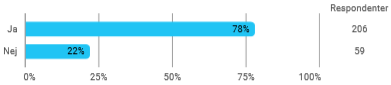 Respondenter
Ja 78% 206
Nej 22% 59
0% 25% 50% 75% 100%